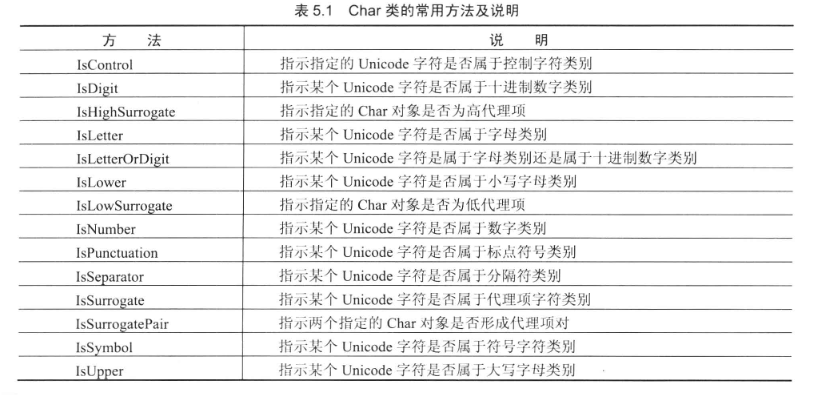 表 5.1 Char 类的常用方法及说明
方 法 说 明
IsControl 指示指定的 Unicode 字符是否属于控制字符类别
IsDigit 指示某个 Unicode 字符是否属于十进制数字类别
IsHighSurrogate 指示指定的 Char 对象是否为高代理项
IsLetter 指示某个 Unicode 字符是否属于字母类别
IsLetterOrDigit 指示某个 Unicode 字符是属于字母类别还是属于十进制数字类别
IsLower 指示某个 Unicode 字符是否属于小写字母类别
IsLowSurrogate 指示指定的 Char 对象是否为低代理项
IsNumber 指示某个 Unicode 字符是否属于数字类别
IsPunctuation 指示某个 Unicode 字符是否属于标点符号类别
IsSeparator 指示某个 Unicode 字符是否属于分隔符类别
IsSurrogate 指示某个 Unicode 字符是否属于代理项字符类别
IsSurrogatePair 指示两个指定的 Char 对象是否形成代理项对
IsSymbol 指示某个 Unicode 字符是否属于符号字符类别
IsUpper 指示某个 Unicode 字符是否属于大写字母类别